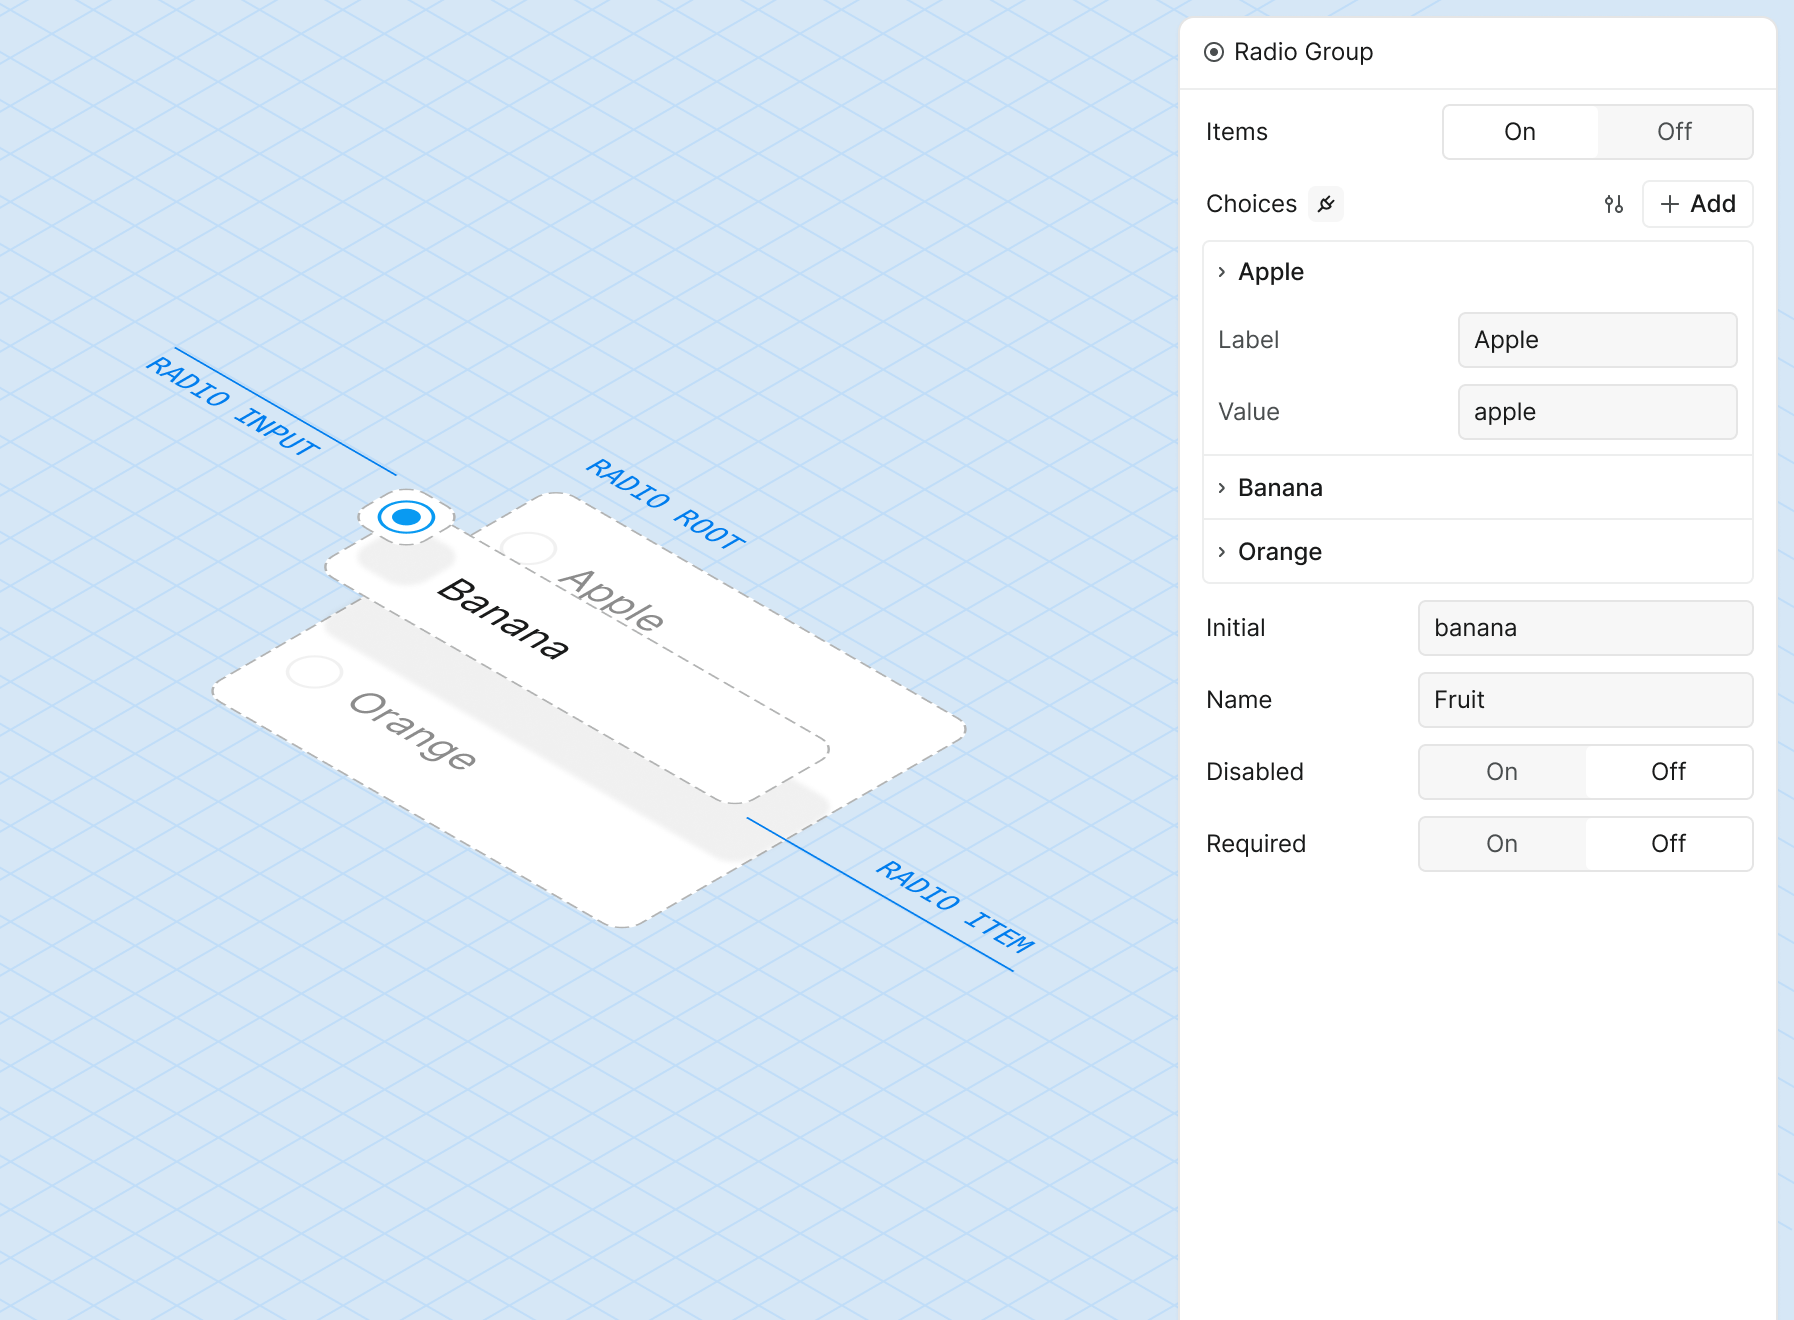 RADIO INPUT
RADIO ROOT
Apple
Banana
Orange
RADIO ITEM
Radio Group
Items
On
Off
Choices
Add
Apple
Label
Apple
Value
apple
Banana
Orange
Initial
banana
Name
Fruit
Disabled
On
Off
Required
On
Off